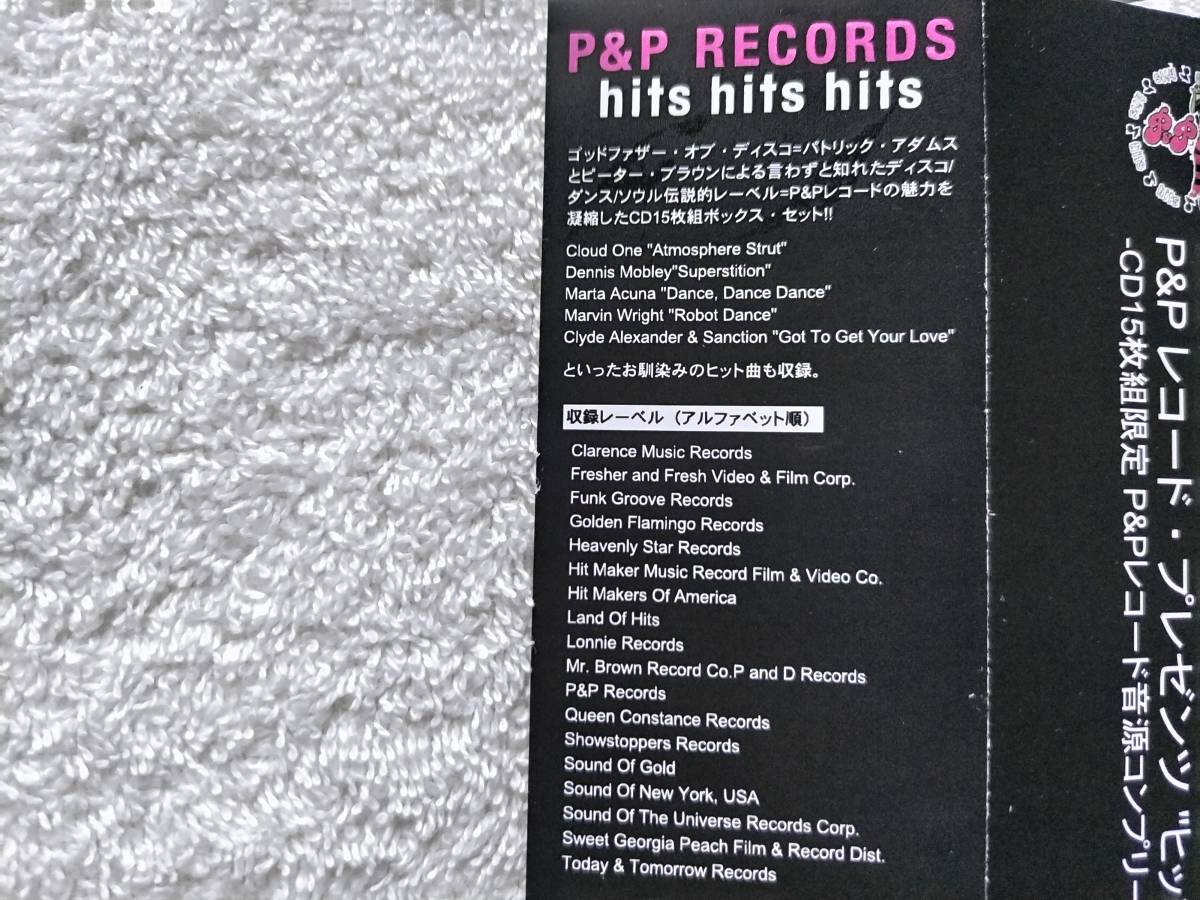 P&P RECORDS
hits hits hits
ゴッドファザー・オブ・ディスコ=パトリック・アダムス
とピーター・ブラウンによる言わずと知れたディスコ/
ダンス/ソウル伝説的レーベル=P&Pレコードの魅力を
凝縮したCD15枚組ボックス・セット!!
Cloud One "Atmosphere Strut"
Dennis Mobley"Superstition"
Marta Acuna "Dance, Dance Dance"
Marvin Wright "Robot Dance"
Clyde Alexander & Sanction "Got To Get Your Love"
といったお馴染みのヒット曲も収録。
収録レーベル（アルファベット順）
Clarence Music Records
Fresher and Fresh Video & Film Corp.
Funk Groove Records
Golden Flamingo Records
Heavenly Star Records
Hit Maker Music Record Film & Video Co.
Hit Makers Of America
Land Of Hits
Lonnie Records
Mr. Brown Record Co.P and D Records
P&P Records
Queen Constance Records
Showstoppers Records
Sound Of Gold
Sound Of New York, USA
Sound Of The Universe Records Corp.
Sweet Georgia Peach Film & Record Dist.
Today & Tomorrow Records
P&P レコード・プレゼンツ "ヒッ
-CD15枚組限定 P&Pレコード音源コンプリー